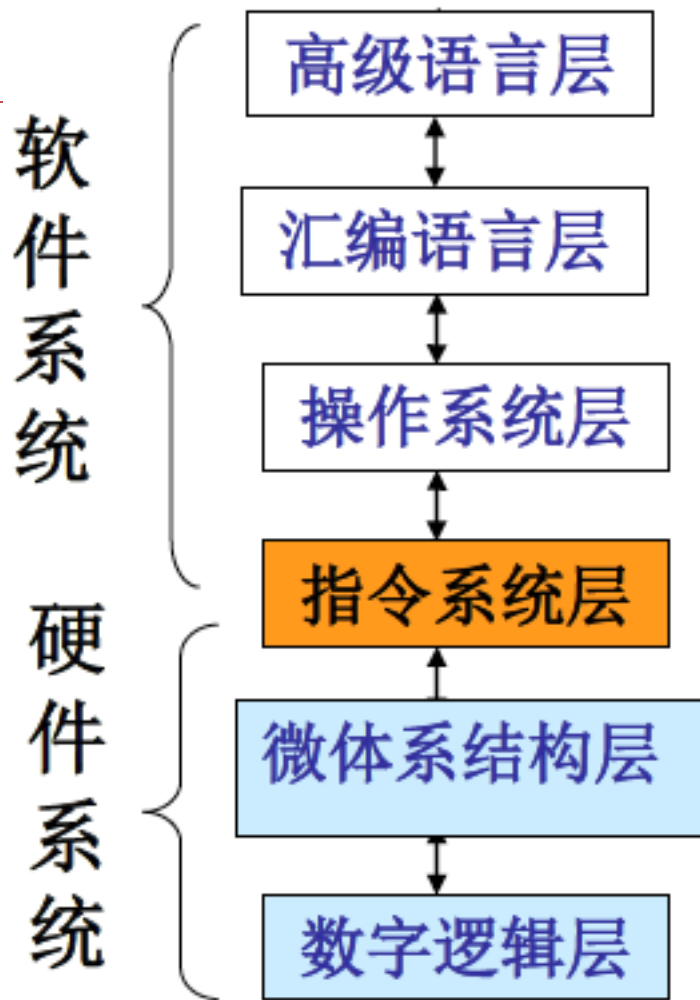 高级语言层
汇编语言层
操作系统层
指令系统层
微体系结构层
数字逻辑层
软件系统
硬件系统